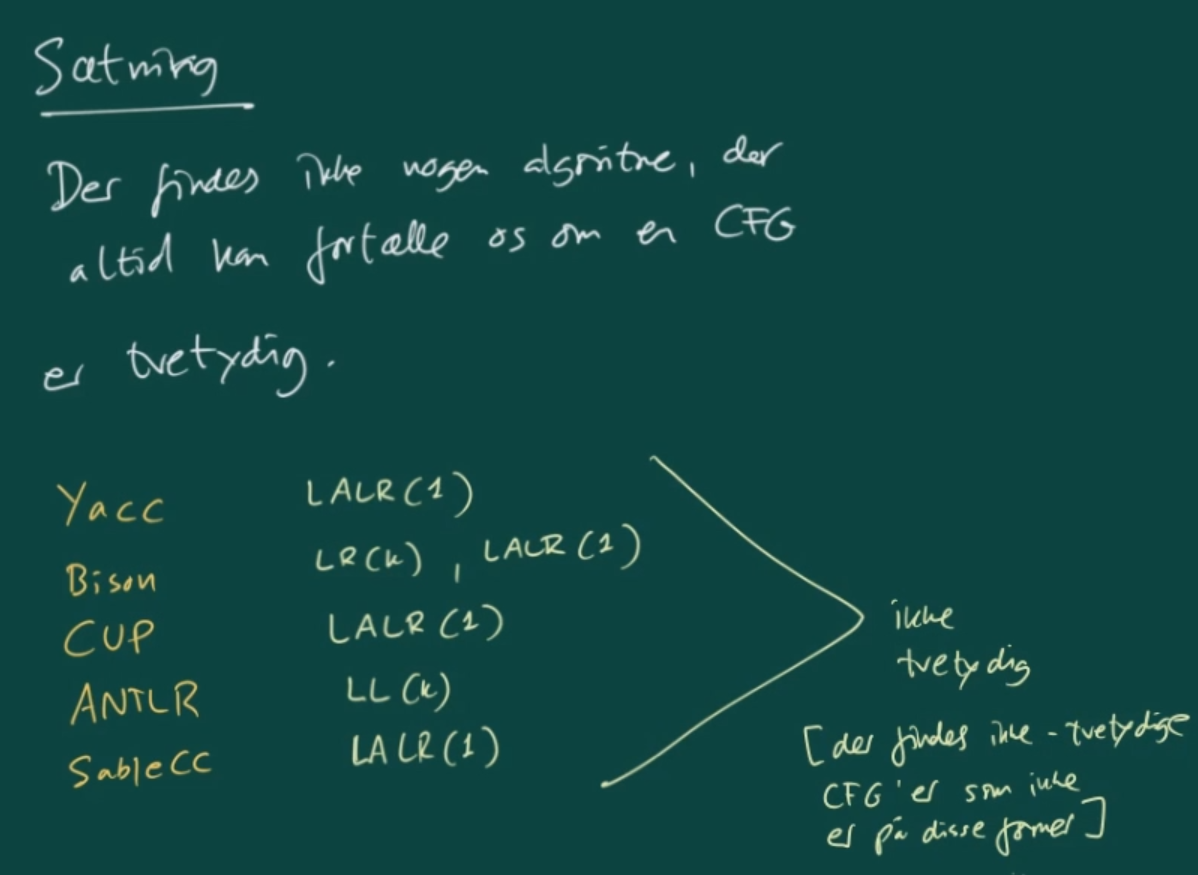 Sætning
Der findes ikke nogen algoritme, der
altid kan fortælle os om en CFG
er tvetydig.
Yacc LALR(1)
Bison LR(k), LALR(1)
CUP LALR(1)
ANTLR LL(k)
SableCC LALR(1)
ikke
tvetydig
[der findes ikke-tvetydige
CFG'er som ikke
er på disse former]